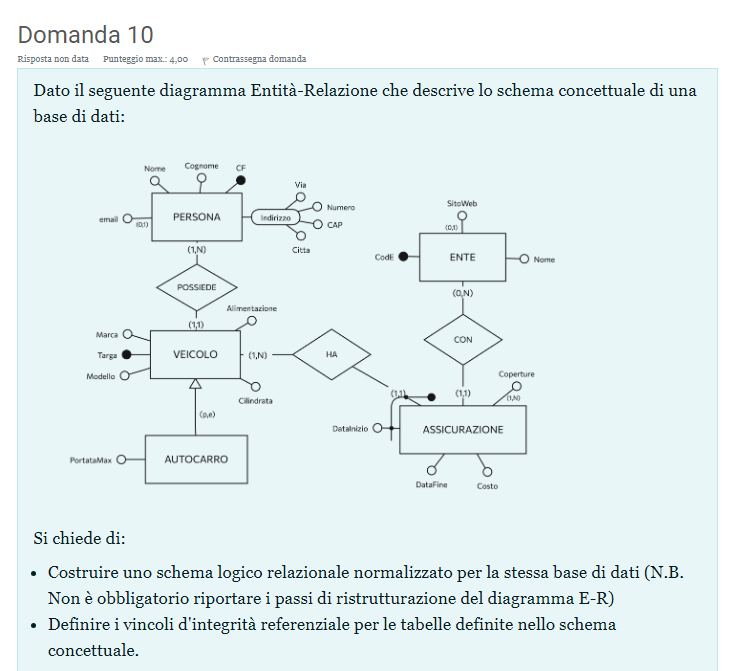 Domanda 10
Risposta non data Punteggio max.: 4,00 Contrassegna domanda
Dato il seguente diagramma Entità-Relazione che descrive lo schema concettuale di una
base di dati:
Nome Cognome CF
Via
Numero
CAP
Citta
Indirizzo
email (0,1) PERSONA
SitoWeb
(0,1)
CodE ENTE Nome
(1,N)
(0,N)
POSSIEDE
Alimentazione
(1,1)
CON
Marca
Targa VEICOLO (1,N) HA
Modello
Cilindrata
Coperture
(1,1) (1,1) (1,N)
(p,e)
DataInizio ASSICURAZIONE
PortataMax AUTOCARRO
DataFine Costo
Si chiede di:
• Costruire uno schema logico relazionale normalizzato per la stessa base di dati (N.B.
Non è obbligatorio riportare i passi di ristrutturazione del diagramma E-R)
• Definire i vincoli d'integrità referenziale per le tabelle definite nello schema
concettuale.